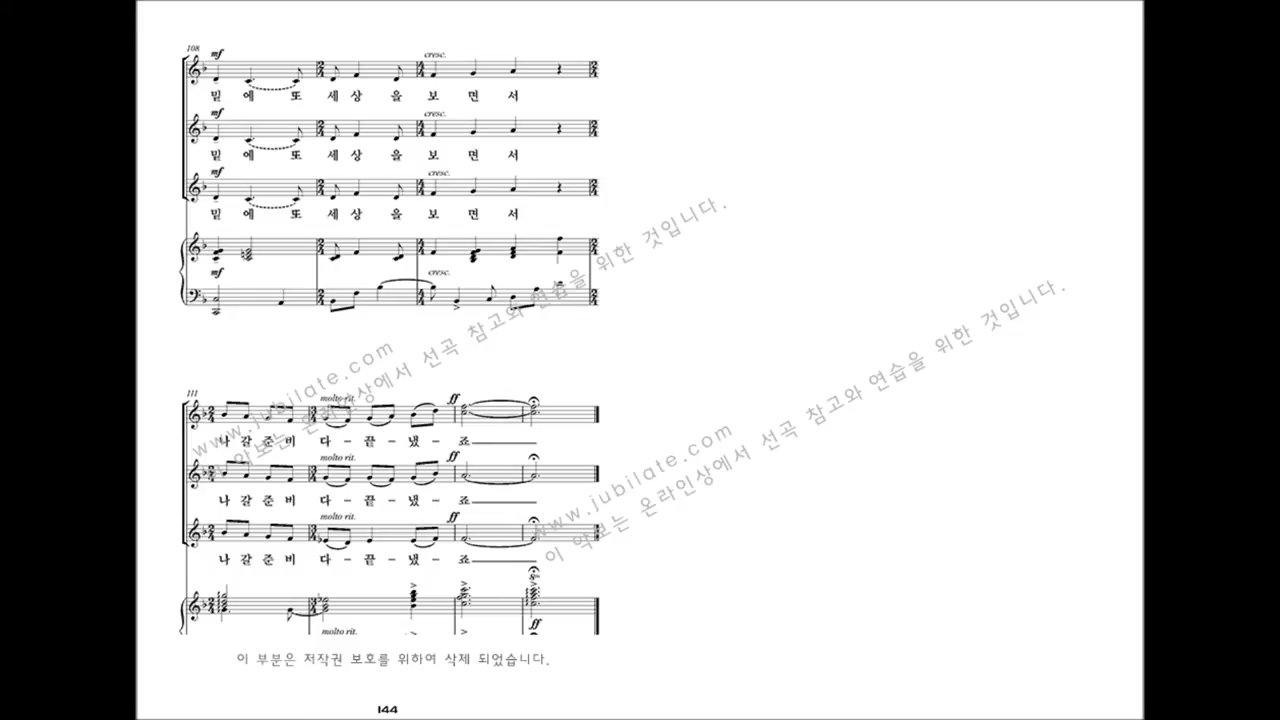 108
mf cresc.
밑 에 또 세 상 을 보 면 서
mf cresc.
밑 에 또 세 상 을 보 면 서
mf cresc.
밑 에 또 세 상 을 보 면 서
mf cresc.
111
molto rit. ff
나 갈 준 비 다 - 끝 - 냈 - 죠
molto rit. ff
나 갈 준 비 다 - 끝 - 냈 - 죠
molto rit. ff
나 갈 준 비 다 - 끝 - 냈 - 죠
8va
molto rit. ff
www.jubilate.com
이 악보는 온라인상에서 선곡 참고와 연습을 위한 것입니다.
www.jubilate.com
이 악보는 온라인상에서 선곡 참고와 연습을 위한 것입니다.
이 부분은 저작권 보호를 위하여 삭제 되었습니다.
144